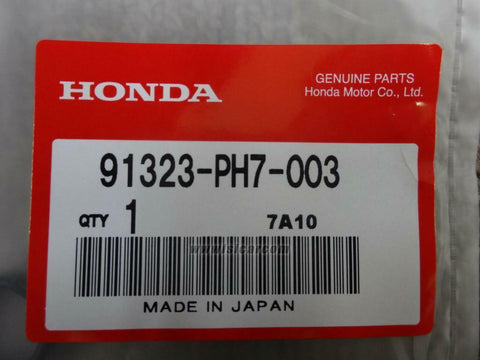 HONDA
GENUINE PARTS
Honda Motor Co., Ltd.
91323-PH7-003
QTY 1 7A10
MADE IN JAPAN